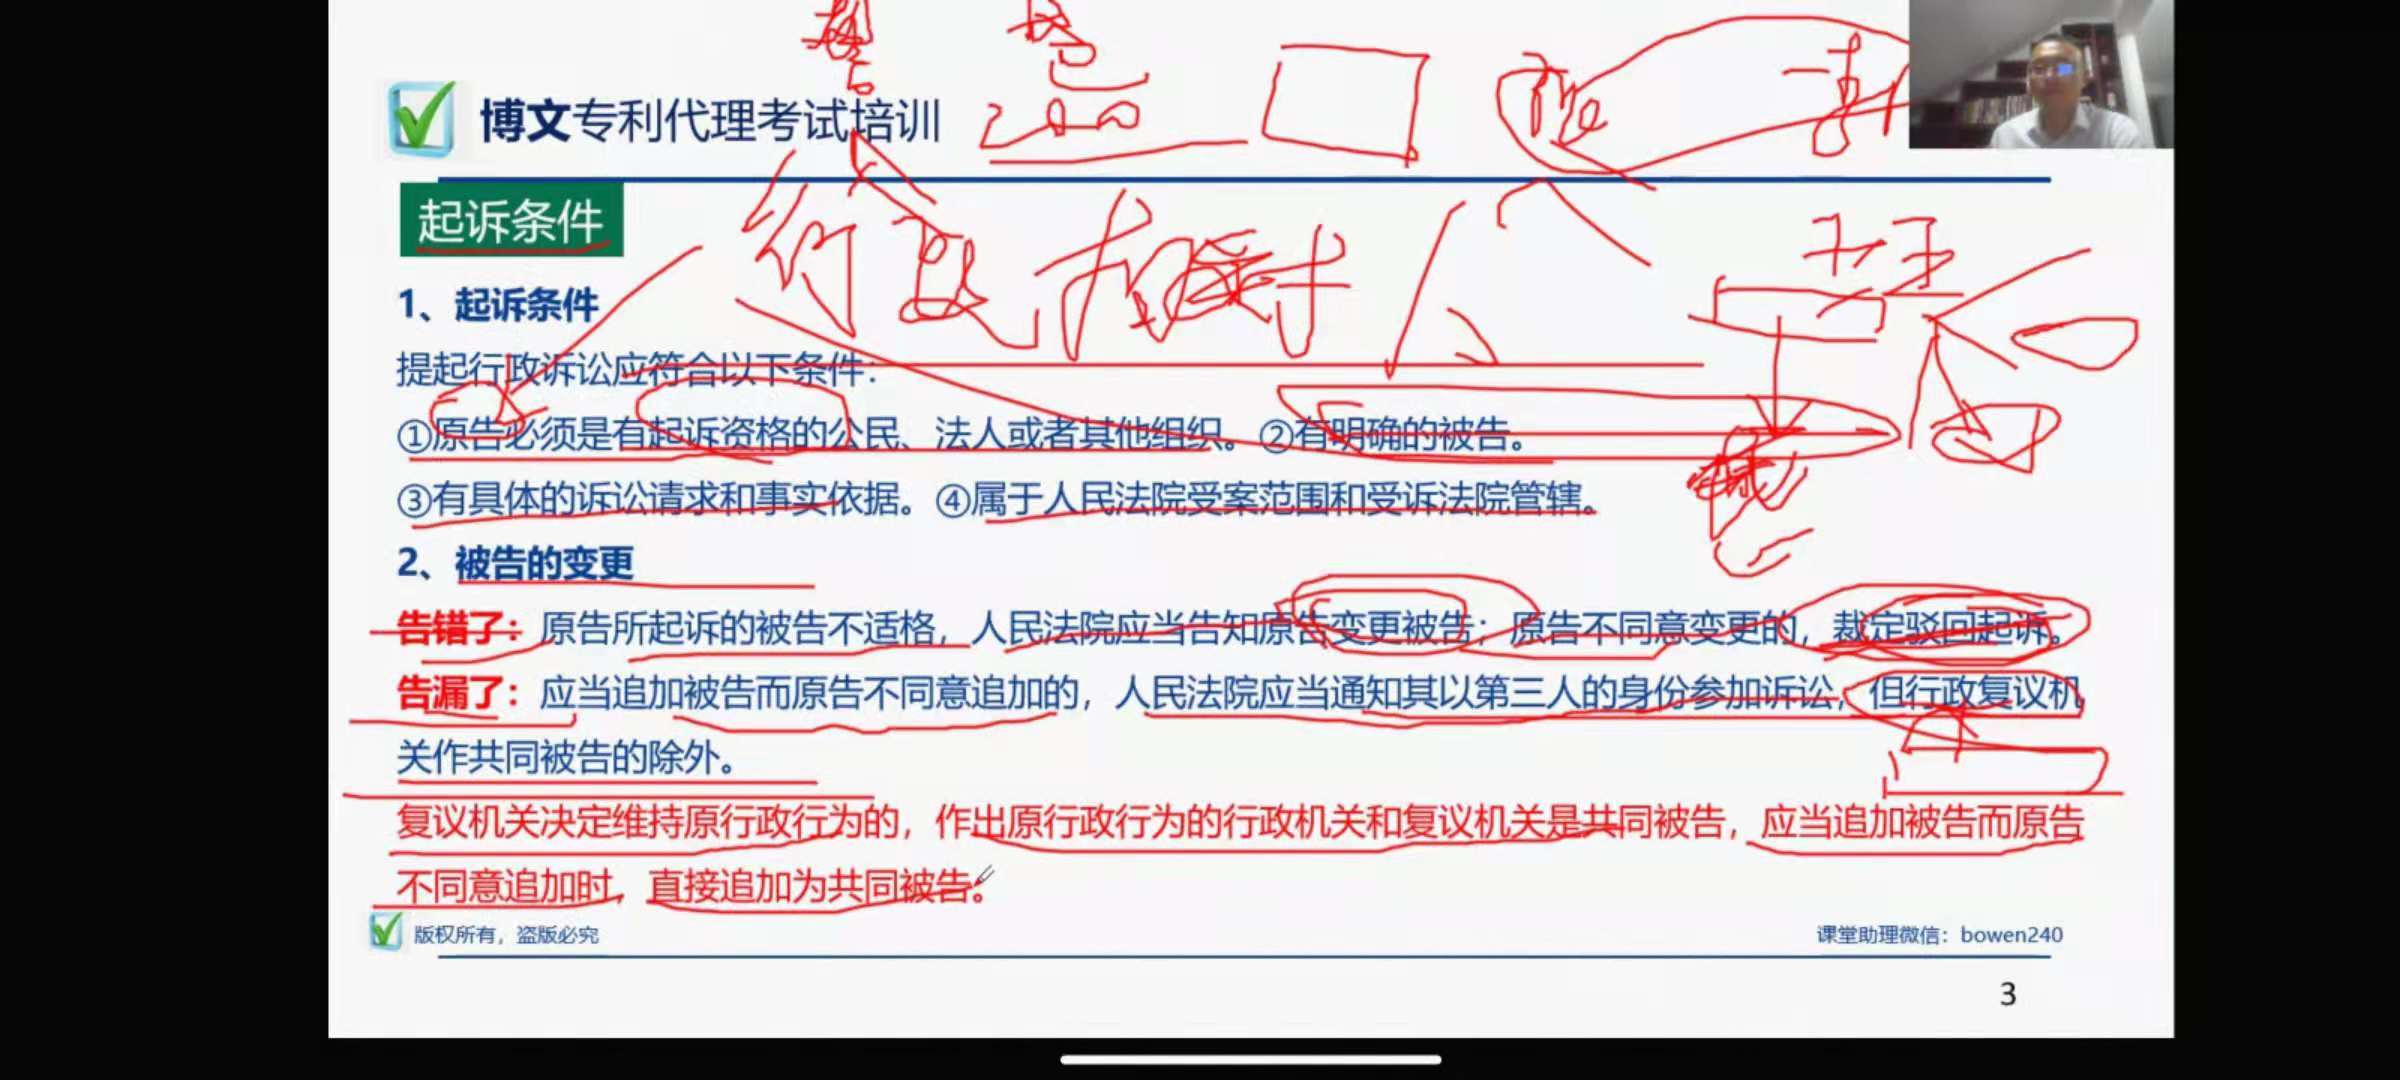 博文专利代理考试培训
起诉条件
1、起诉条件
提起行政诉讼应符合以下条件：
①原告必须是有起诉资格的公民、法人或者其他组织。②有明确的被告。
③有具体的诉讼请求和事实依据。④属于人民法院受案范围和受诉法院管辖。
2、被告的变更
告错了：原告所起诉的被告不适格，人民法院应当告知原告变更被告；原告不同意变更的，裁定驳回起诉。
告漏了：应当追加被告而原告不同意追加的，人民法院应当通知其以第三人的身份参加诉讼，但行政复议机
关作共同被告的除外。
复议机关决定维持原行政行为的，作出原行政行为的行政机关和复议机关是共同被告，应当追加被告而原告
不同意追加时，直接追加为共同被告。
版权所有，盗版必究
课堂助理微信：bowen240
3